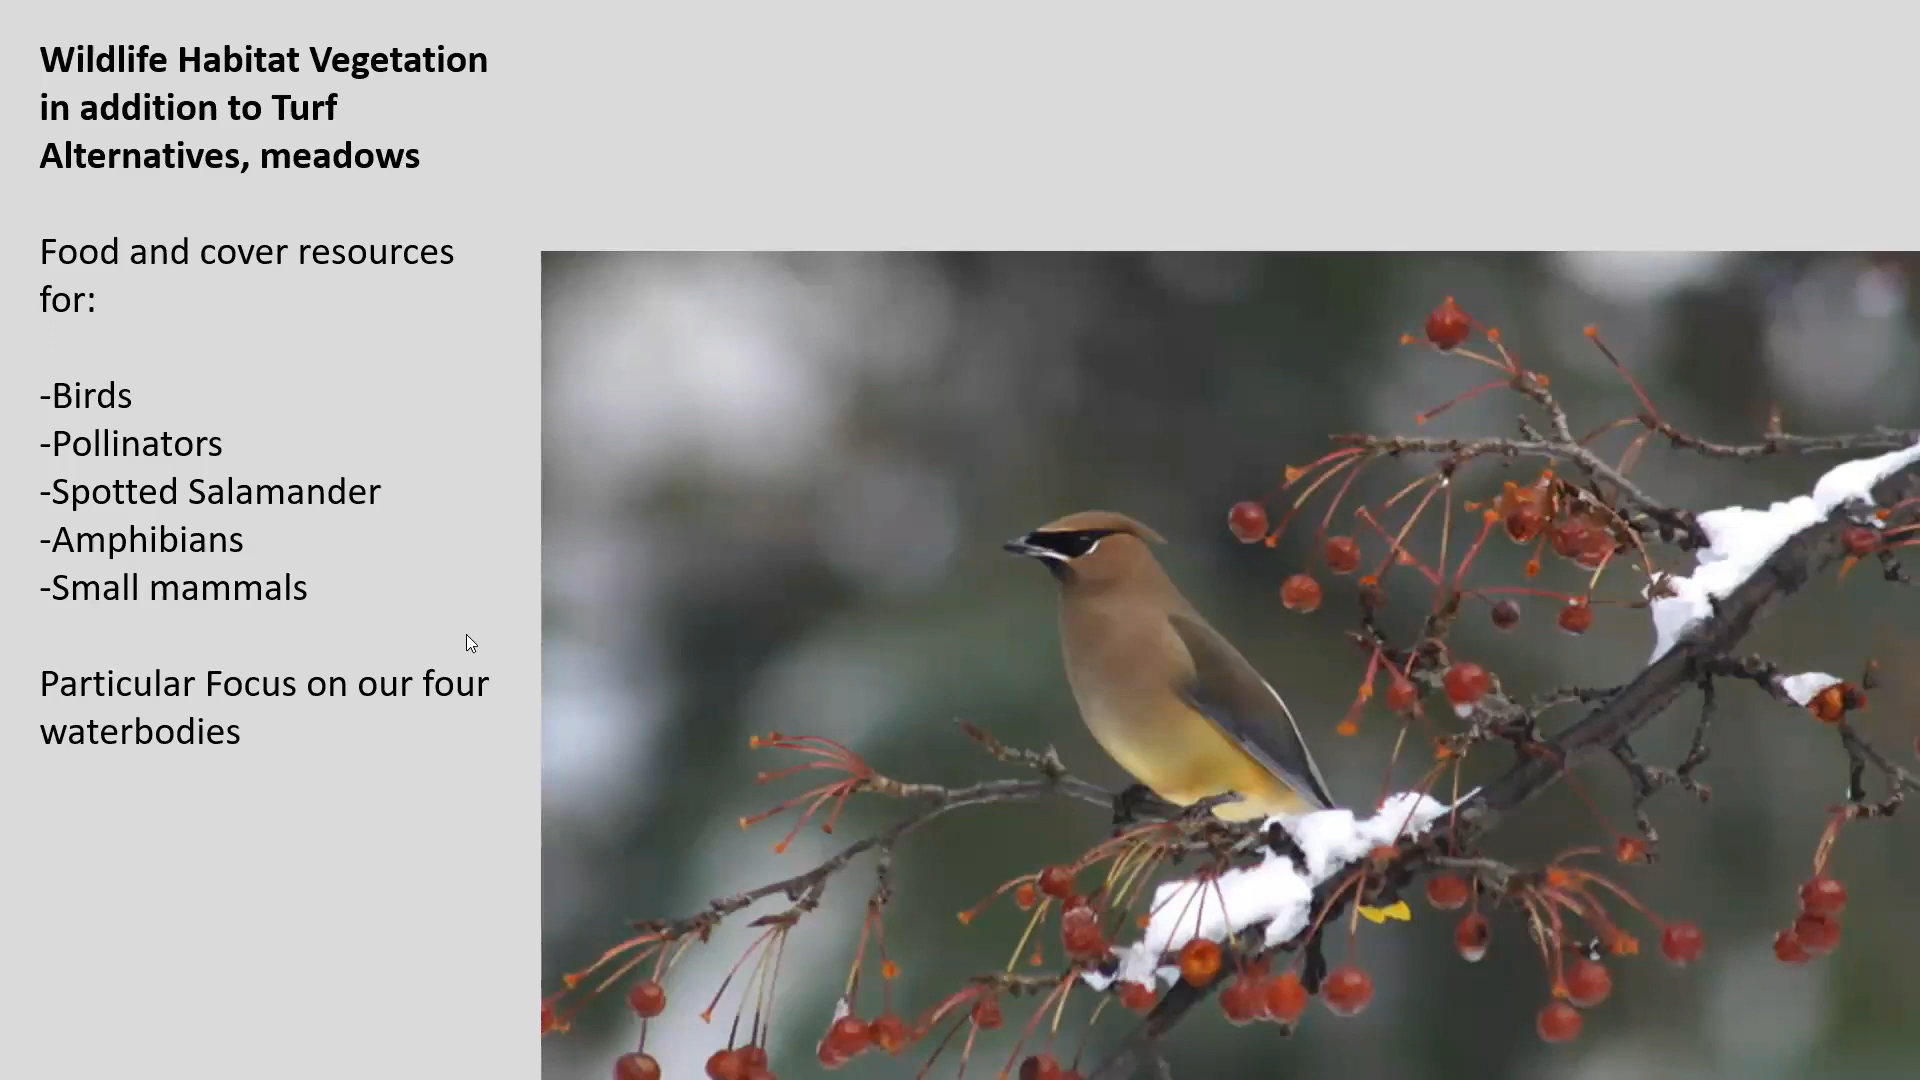 Wildlife Habitat Vegetation
in addition to Turf
Alternatives, meadows
Food and cover resources
for:
-Birds
-Pollinators
-Spotted Salamander
-Amphibians
-Small mammals
Particular Focus on our four
waterbodies